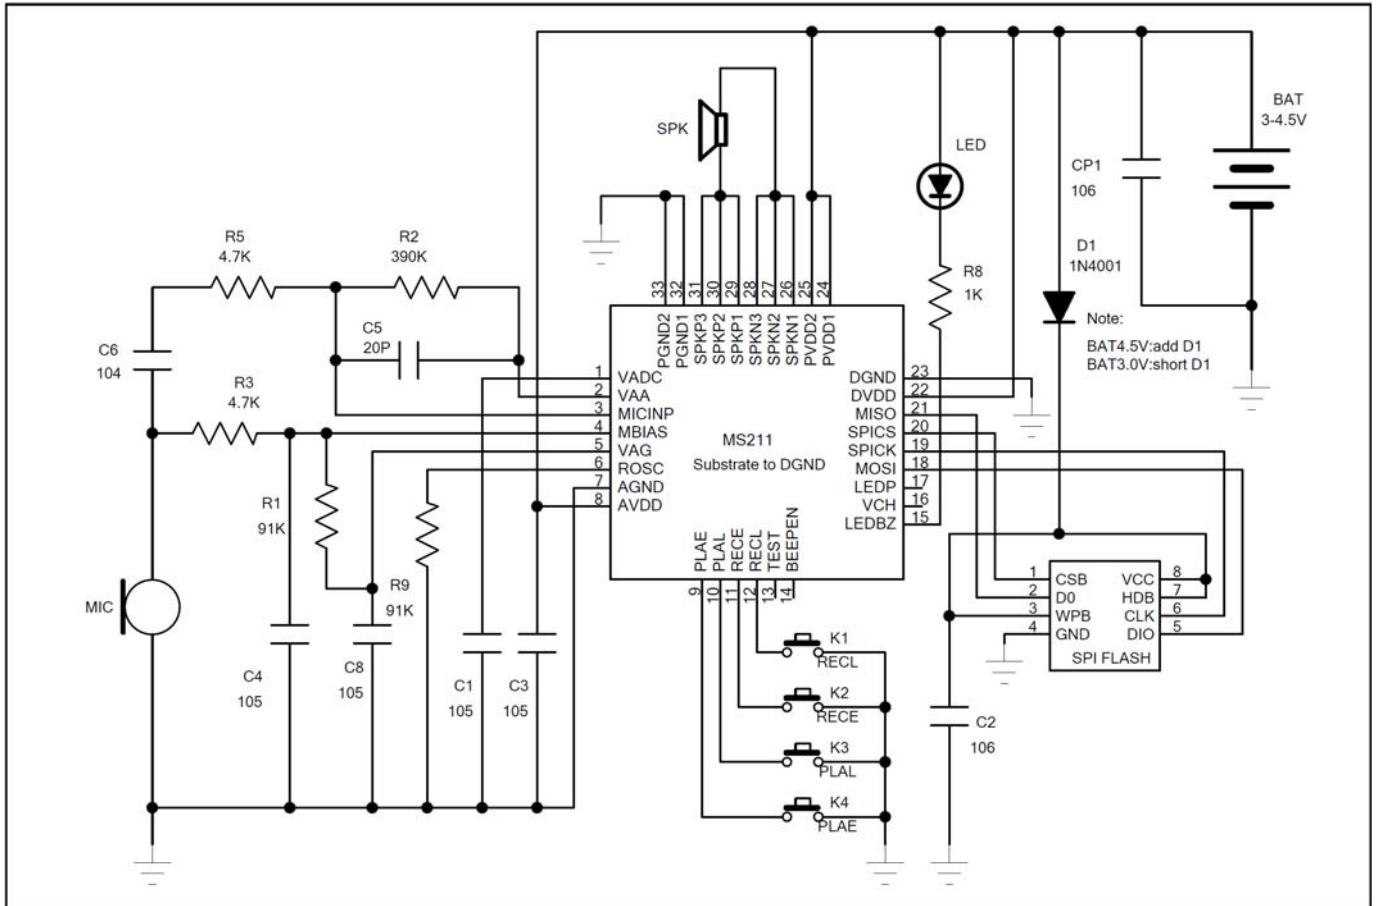 BAT
3-4.5V
SPK
LED
CP1
106
D1
1N4001
R8
1K
Note:
BAT4.5V:add D1
BAT3.0V:short D1
R5
4.7K
R2
390K
C5
20P
C6
104
R3
4.7K
R1
91K
R9
91K
MIC
C4
105
C8
105
C1
105
C3
105
33 32 31 30 29 28 27 26 25 24
PGND2 PGND1 SPKP3 SPKP2 SPKP1 SPKN3 SPKN2 SPKN1 PVDD2 PVDD1
1 VADC
2 VAA
3 MICINP
4 MBIAS
5 VAG
6 ROSC
7 AGND
8 AVDD
MS211
Substrate to DGND
DGND 23
DVDD 22
MISO 21
SPICS 20
SPICK 19
MOSI 18
LEDP 17
VCH 16
LEDBZ 15
PLAE PLAL RECE RECL TEST BEEPEN
9 10 11 12 13 14
K1
RECL
K2
RECE
K3
PLAL
K4
PLAE
1 CSB VCC 8
2 D0 HDB 7
3 WPB CLK 6
4 GND DIO 5
SPI FLASH
C2
106